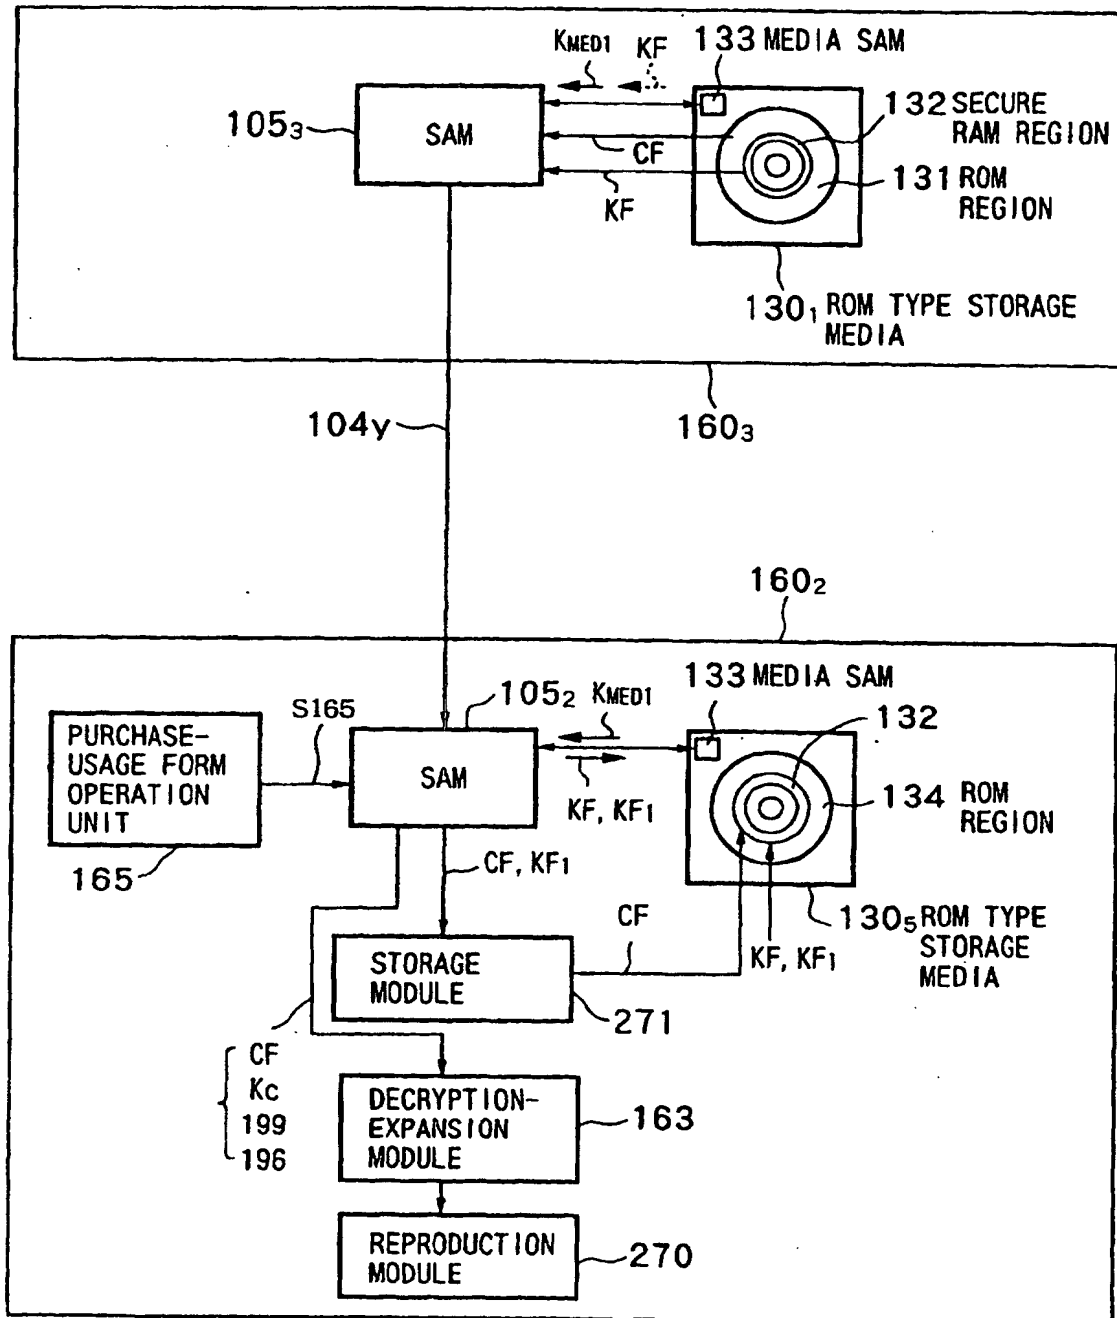 133 MEDIA SAM
KMED1 KF
132 SECURE
RAM REGION
105₃
SAM
CF
131 ROM
REGION
KF
130₁ ROM TYPE STORAGE
MEDIA
104y
160₃
160₂
133 MEDIA SAM
105₂
KMED1
132
S165
PURCHASE-
USAGE FORM
OPERATION
UNIT
SAM
134 ROM
REGION
KF, KF₁
165
CF, KF₁
CF
130₅ ROM TYPE
STORAGE
MEDIA
KF, KF₁
STORAGE
MODULE
271
CF
Kc
199
196
DECRYPTION-
EXPANSION
MODULE
163
REPRODUCTION
MODULE
270